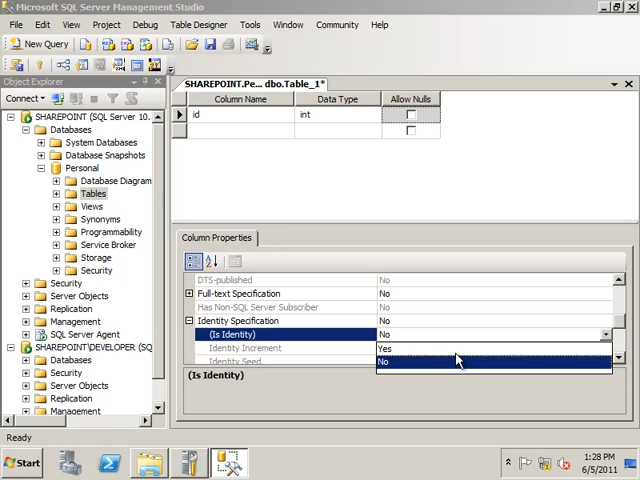 Microsoft SQL Server Management Studio
File Edit View Project Debug Table Designer Tools Window Community Help
New Query
Object Explorer
Connect
SHAREPOINT (SQL Server 10.
Databases
System Databases
Database Snapshots
Personal
Database Diagram
Tables
Views
Synonyms
Programmability
Service Broker
Storage
Security
Security
Server Objects
Replication
Management
SQL Server Agent
SHAREPOINT\DEVELOPER (SQ
Databases
Security
Server Objects
Replication
Management
SHAREPOINT.Pe... dbo.Table_1*
Column Name Data Type Allow Nulls
id int
Column Properties
DTS-published No
Full-text Specification No
Has Non-SQL Server Subscriber No
Identity Specification No
(Is Identity) No
Identity Increment
Identity Seed
Yes
No
(Is Identity)
Ready
Start
1:28 PM
6/5/2011